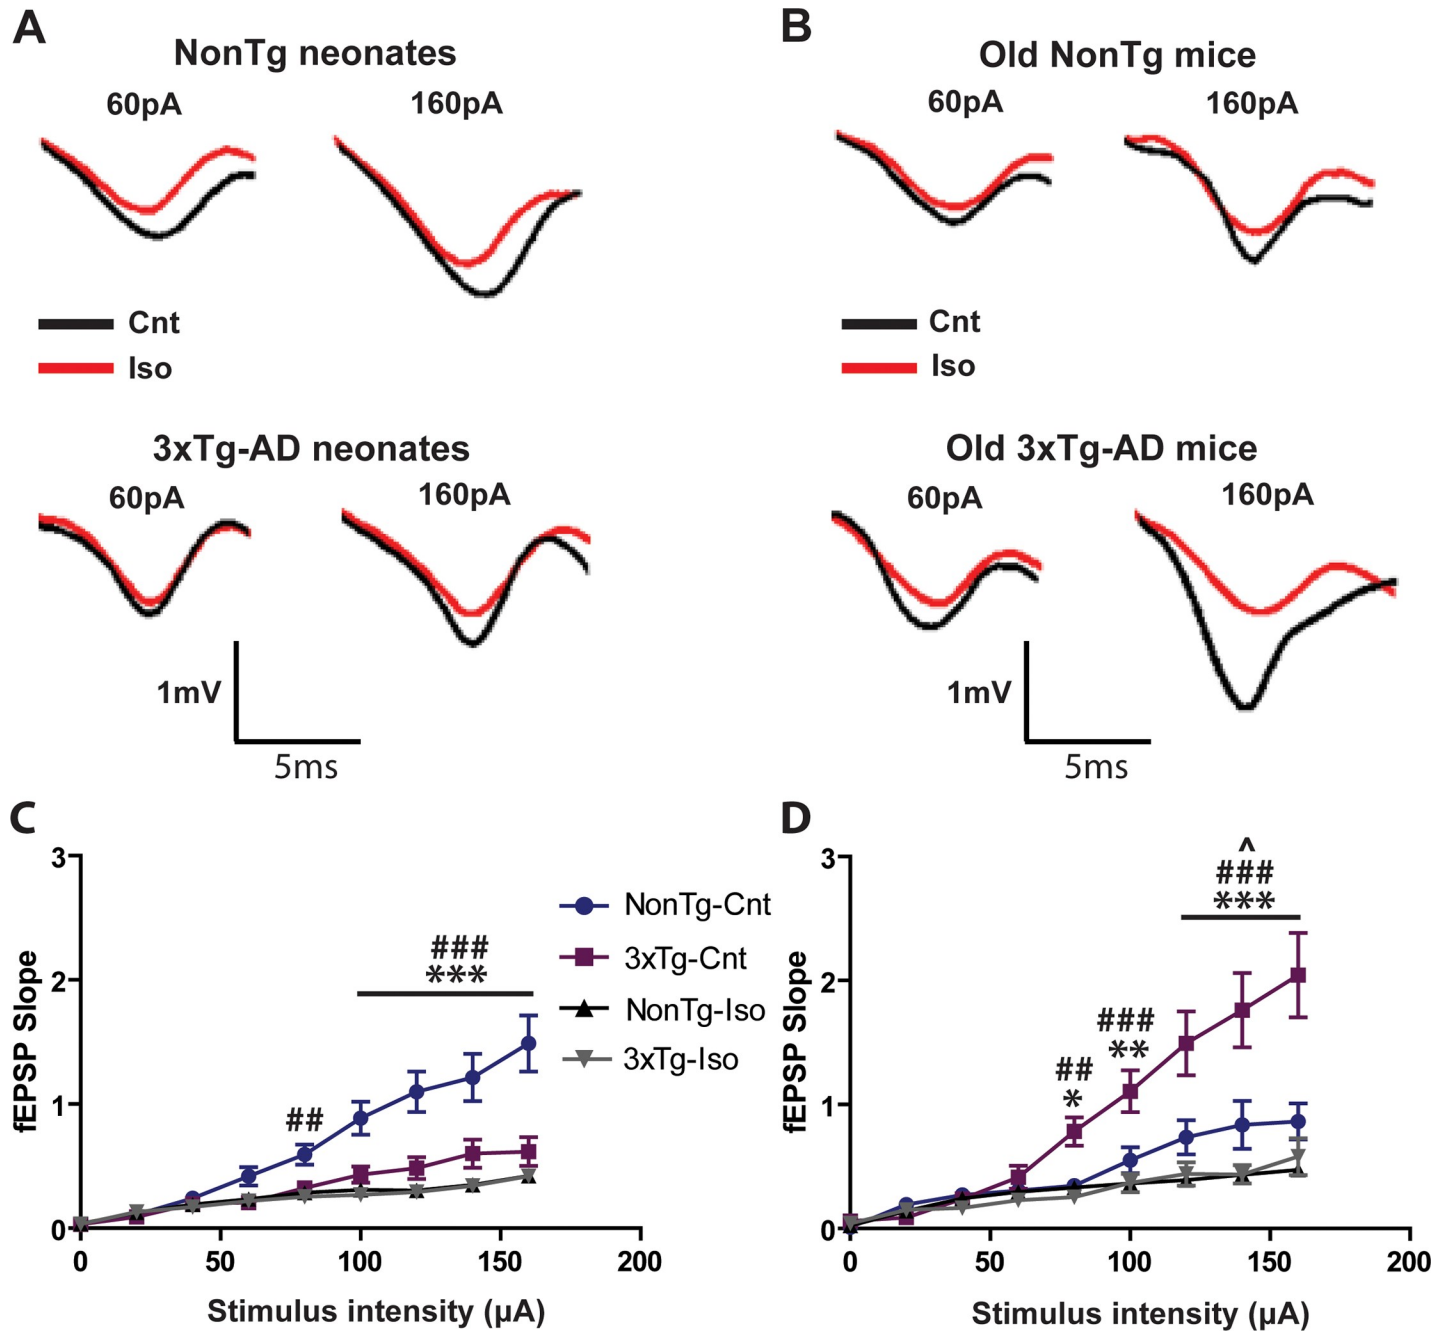 A
NonTg neonates
60pA
160pA
Cnt
Iso
3xTg-AD neonates
60pA
160pA
1mV
5ms
B
Old NonTg mice
60pA
160pA
Cnt
Iso
Old 3xTg-AD mice
60pA
160pA
1mV
5ms
C
3
2
1
0
fEPSP Slope
##
###
***
NonTg-Cnt
3xTg-Cnt
NonTg-Iso
3xTg-Iso
0 50 100 150 200
Stimulus intensity (µA)
D
3
2
1
0
fEPSP Slope
##
*
###
**
^
###
***
0 50 100 150 200
Stimulus intensity (µA)